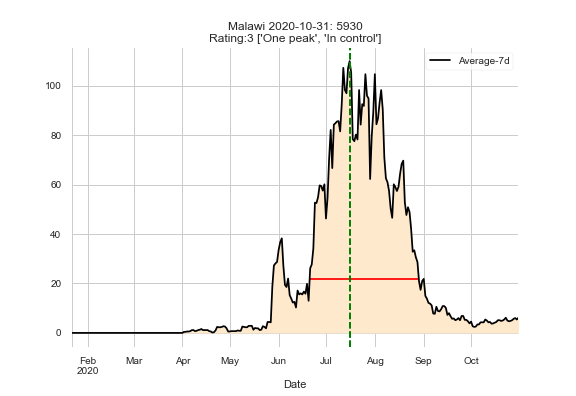 Malawi 2020-10-31: 5930
Rating:3 ['One peak', 'In control']
Average-7d
100
80
60
40
20
0
Feb Mar Apr May Jun Jul Aug Sep Oct
2020
Date